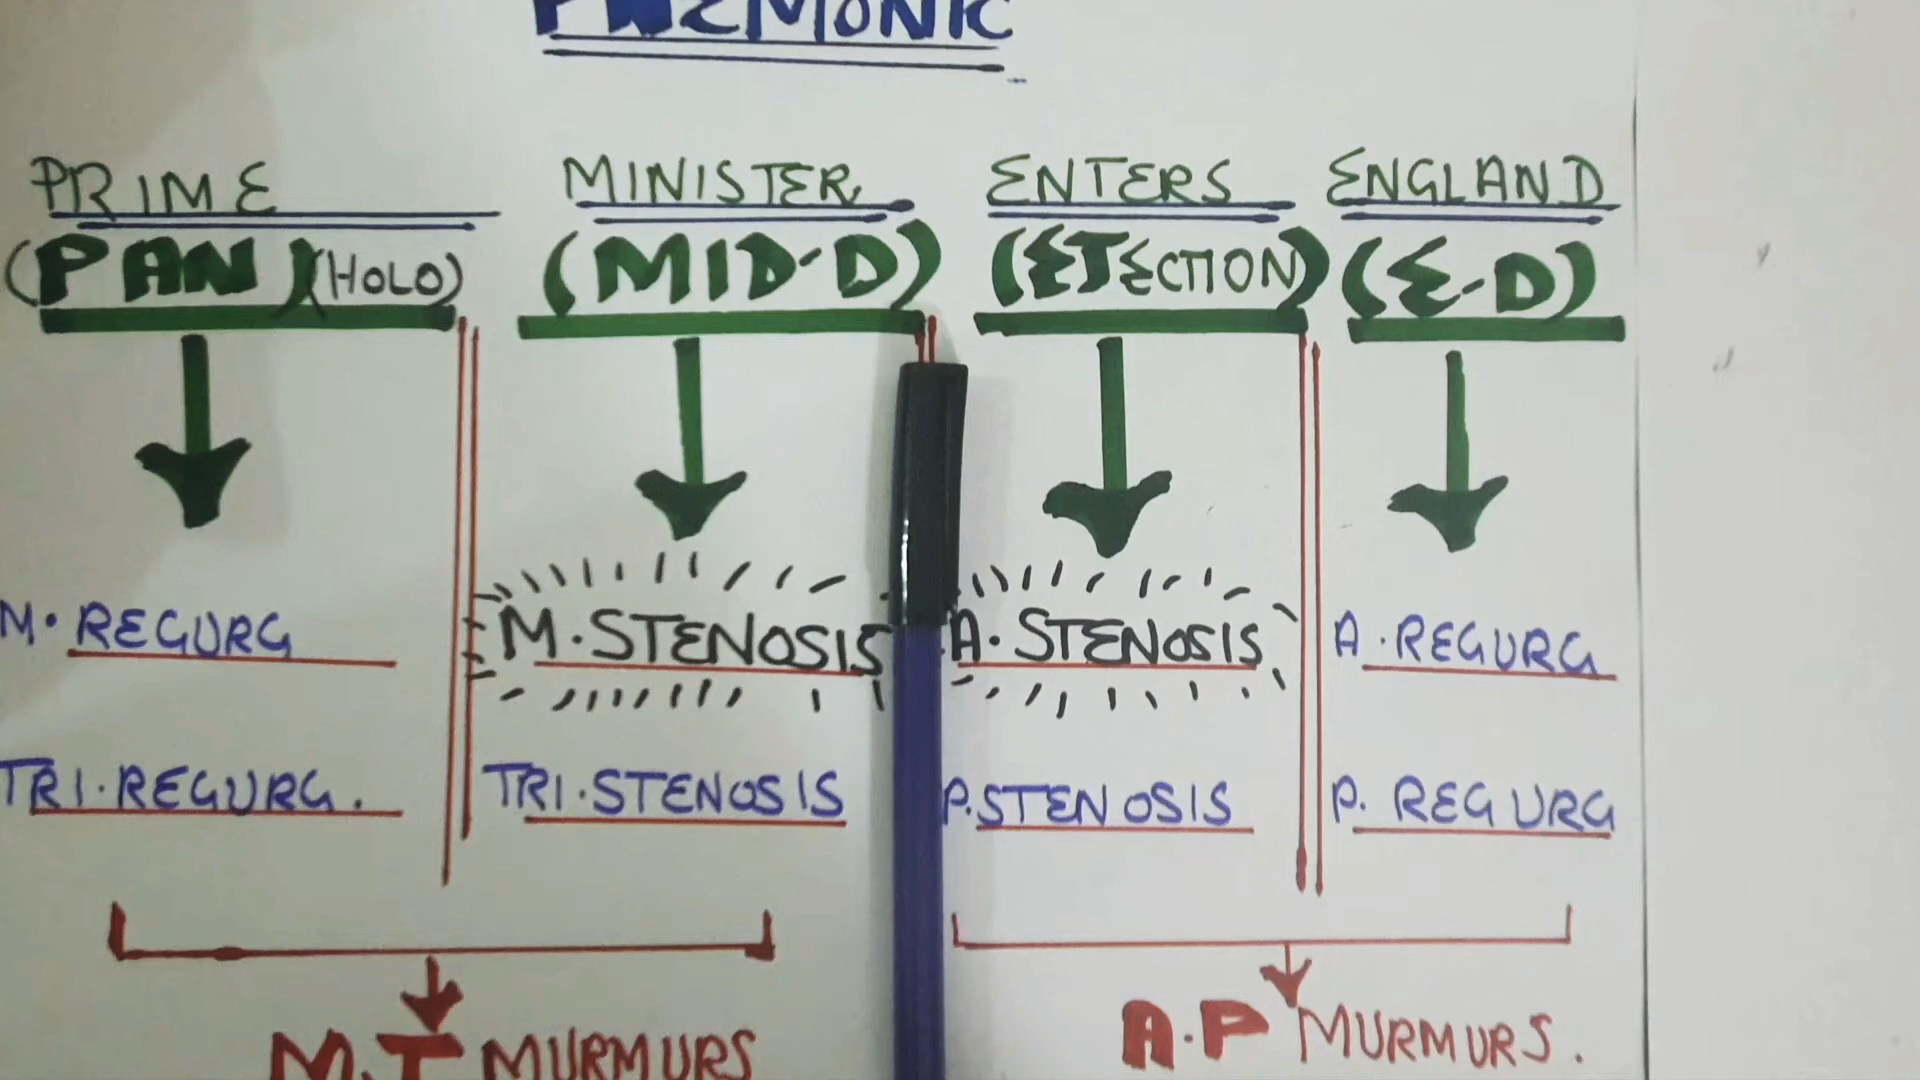 PNEMONIC
PRIME MINISTER ENTERS ENGLAND
(PAN) (HOLO) (MID-D) (EJECTION) (E-D)
M. REGURG M. STENOSIS A. STENOSIS A. REGURG
TRI. REGURG. TRI. STENOSIS P. STENOSIS P. REGURG
M.T MURMURS A.P MURMURS.